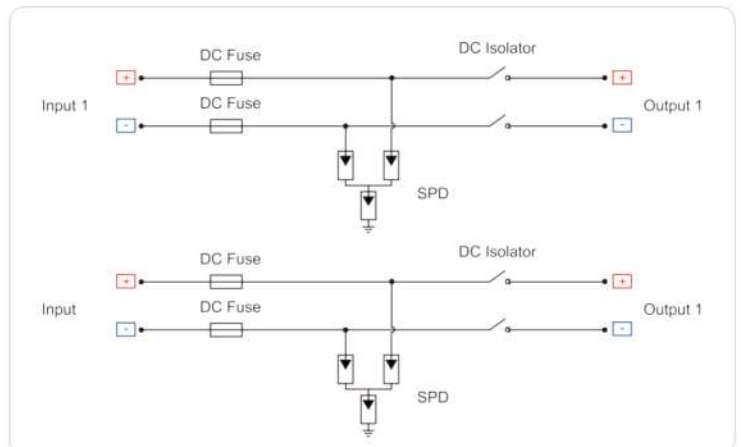 DC Fuse
DC Isolator
+
+
DC Fuse
Input 1
Output 1
-
-
SPD
DC Fuse
DC Isolator
+
+
DC Fuse
Input
Output 1
-
-
SPD